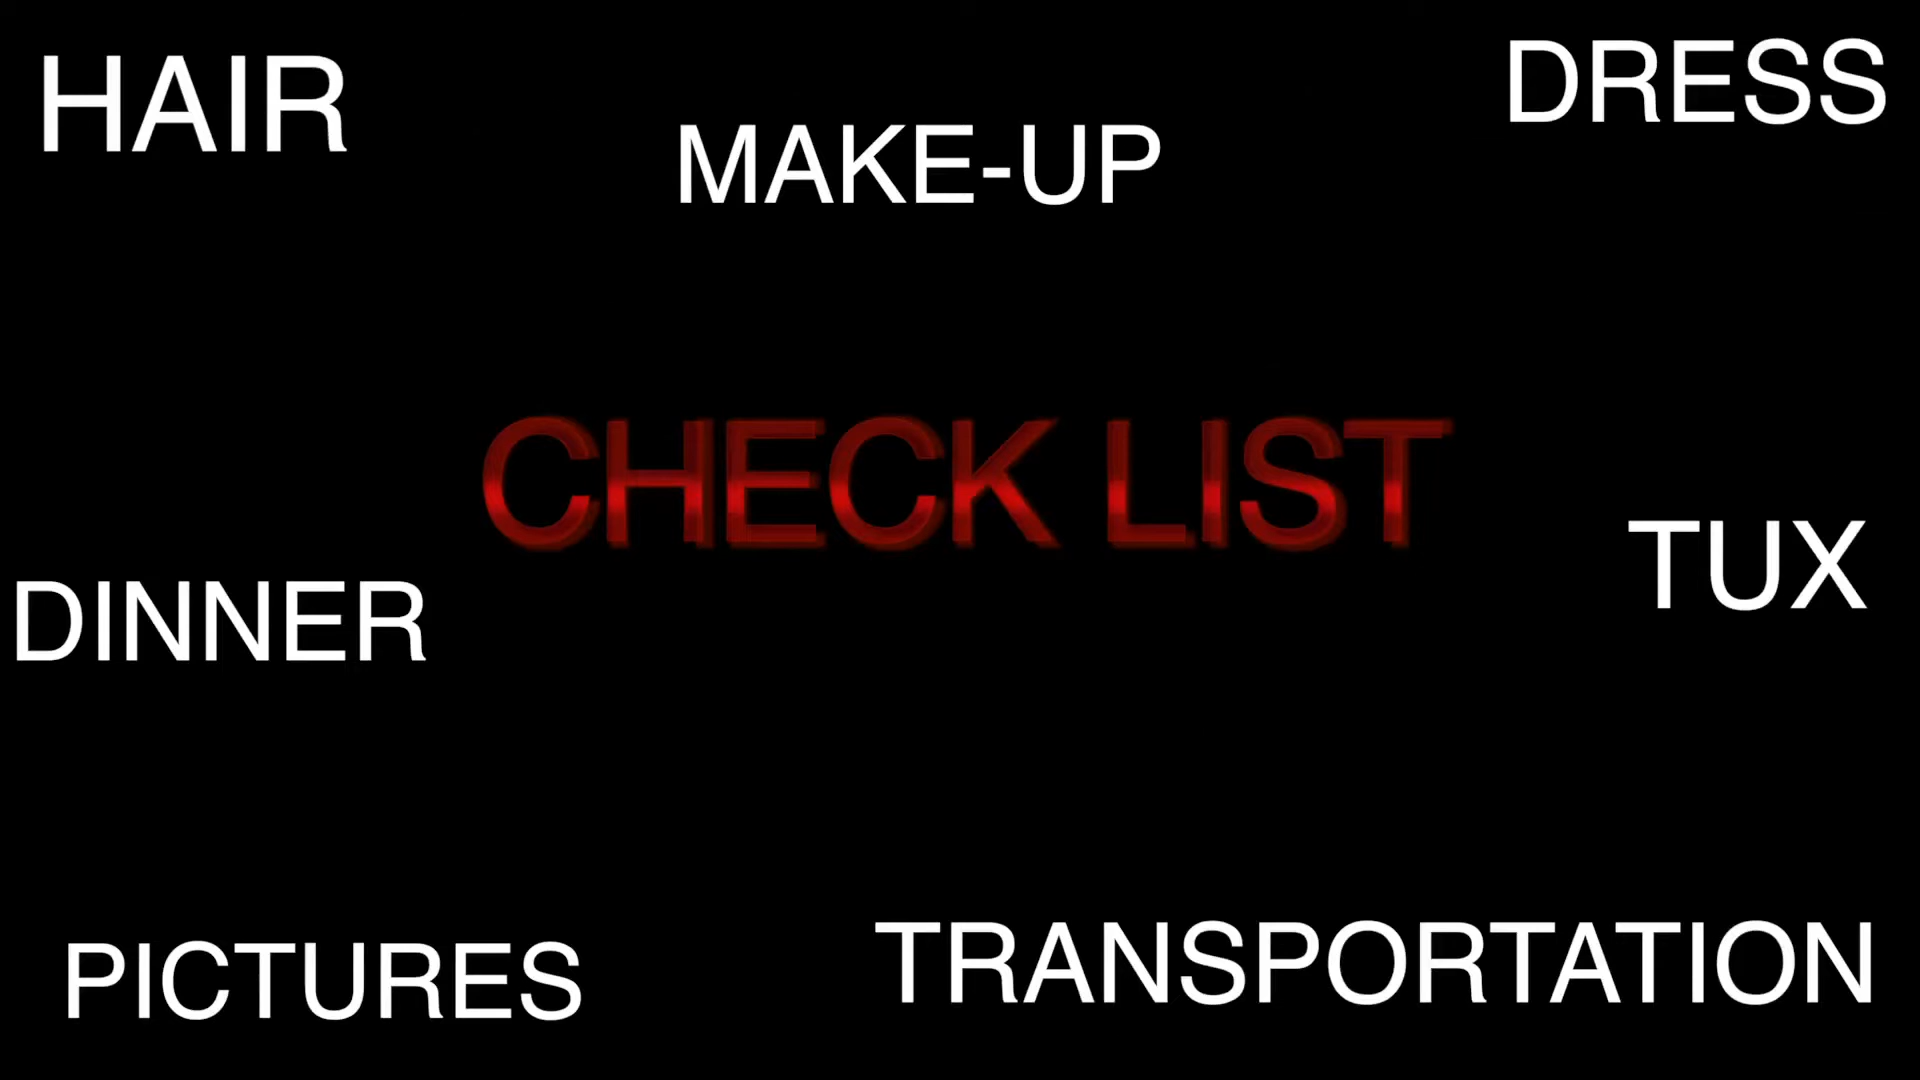 HAIR
MAKE-UP
DRESS
CHECK LIST
DINNER
TUX
PICTURES
TRANSPORTATION